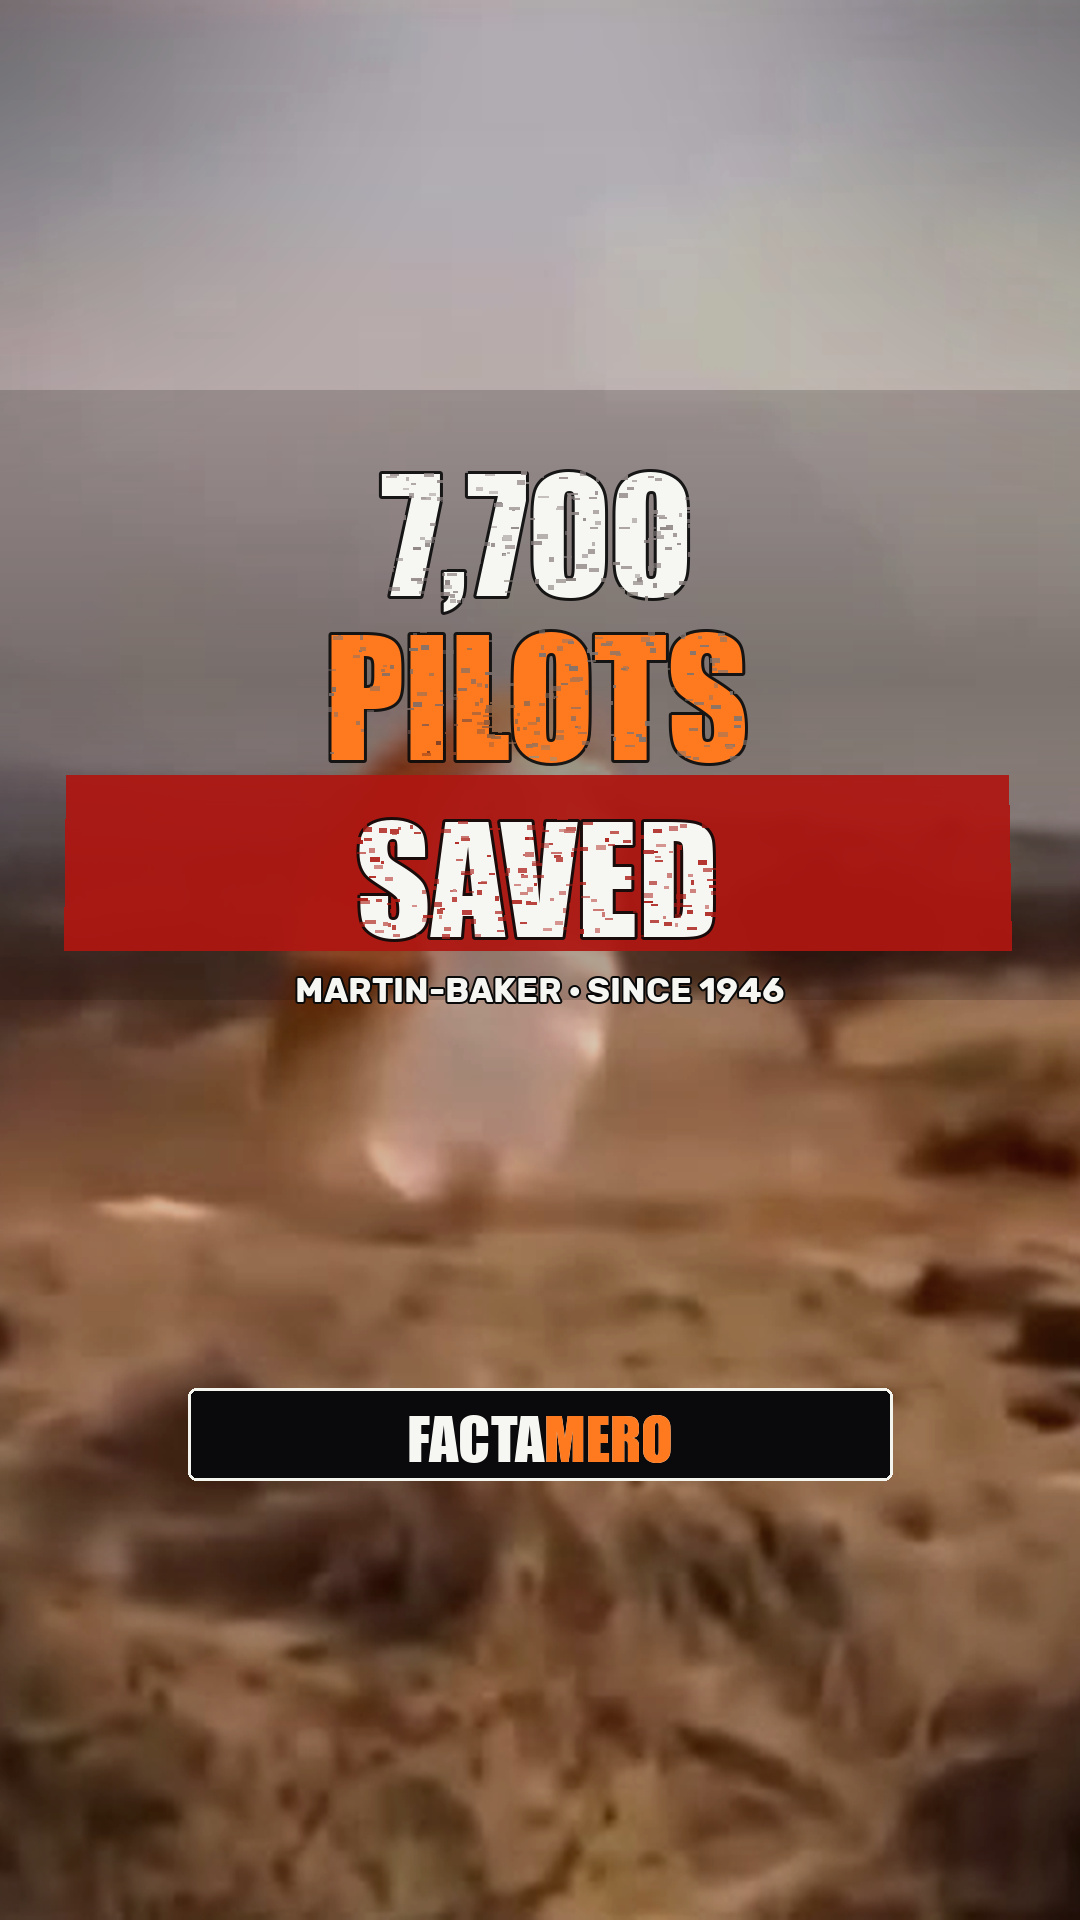 7,700
PILOTS
SAVED
MARTIN-BAKER • SINCE 1946
FACTAMERO